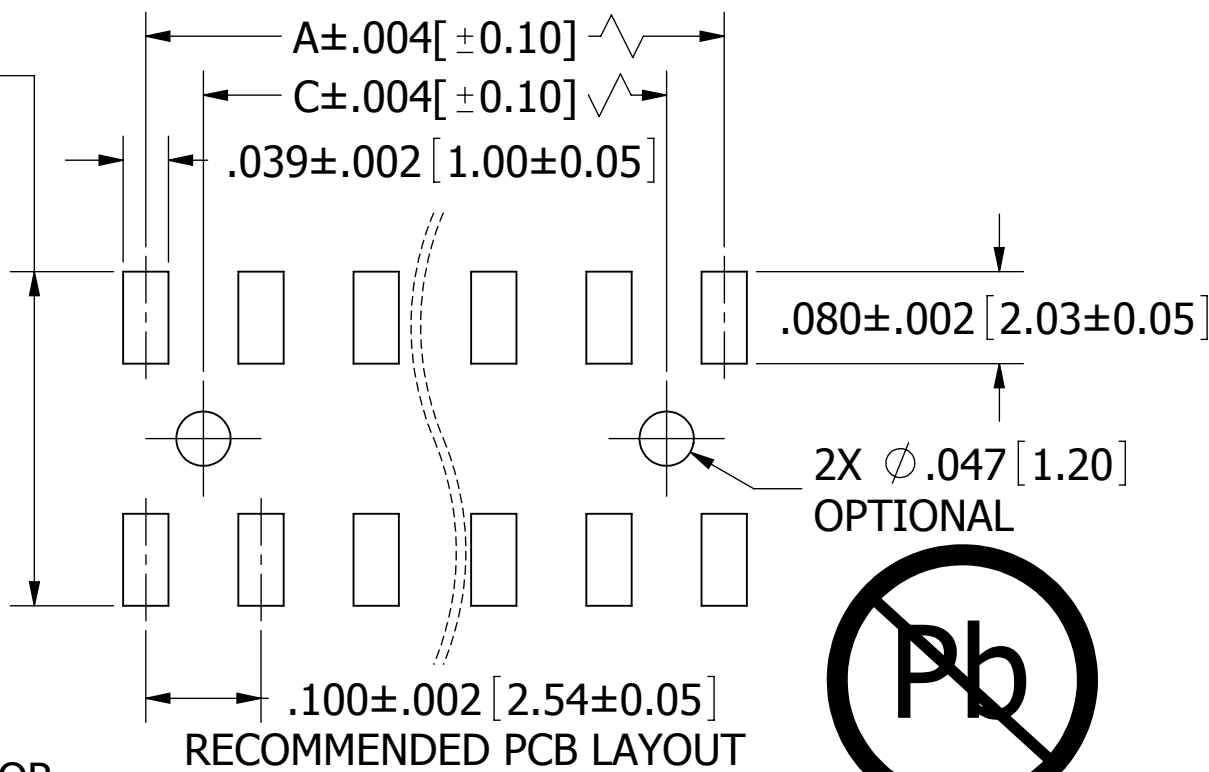 A±.004[ ±0.10]
C±.004[ ±0.10]
.039±.002[1.00±0.05]
.080±.002[2.03±0.05]
2X ∅.047[1.20]
OPTIONAL
Pb
.100±.002[2.54±0.05]
RECOMMENDED PCB LAYOUT